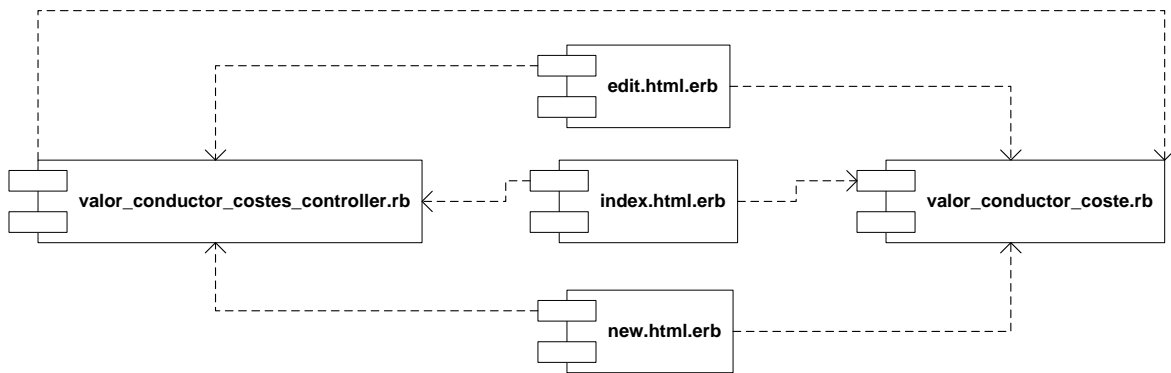 edit.html.erb
valor_conductor_costes_controller.rb
index.html.erb
valor_conductor_coste.rb
new.html.erb